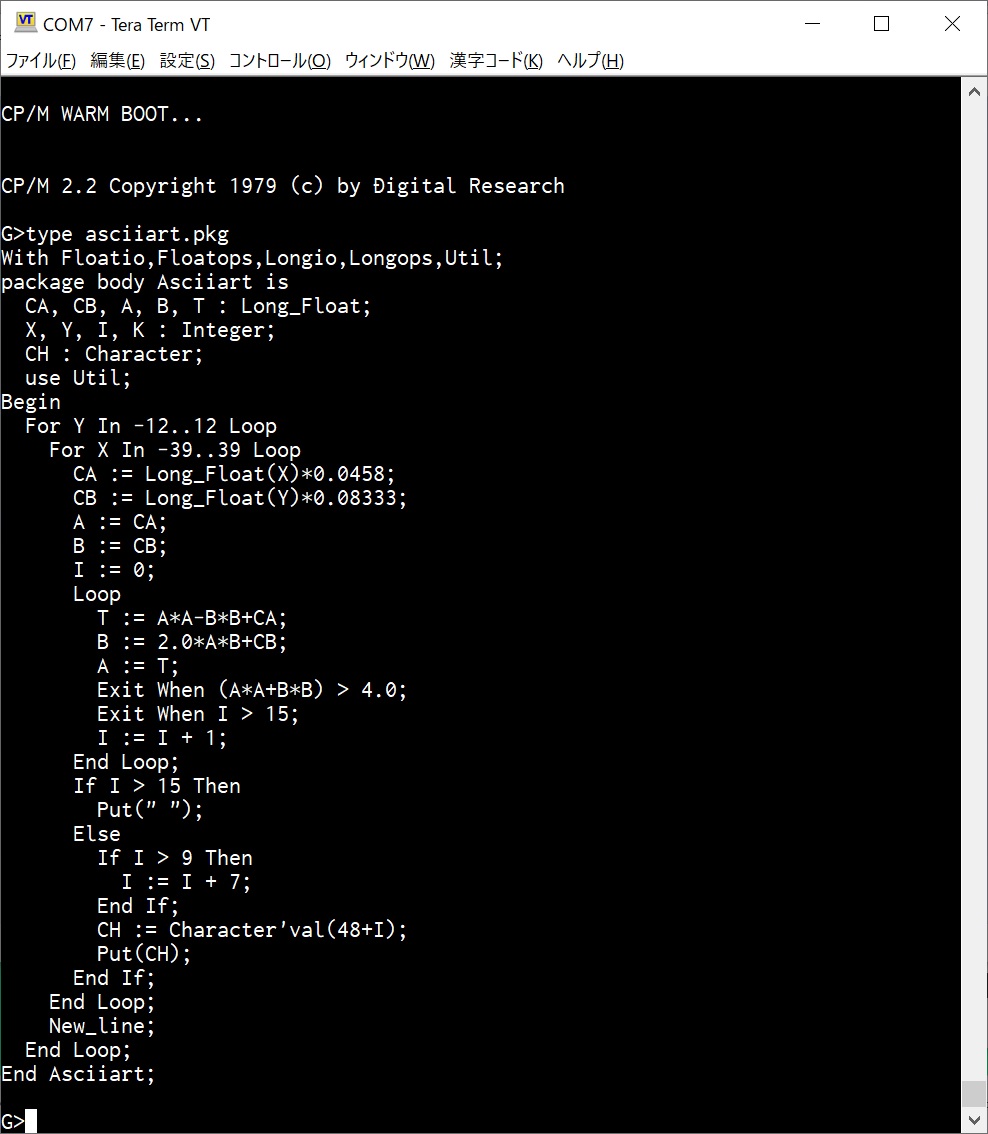 COM7 - Tera Term VT
ファイル(F) 編集(E) 設定(S) コントロール(O) ウィンドウ(W) 漢字コード(K) ヘルプ(H)
CP/M WARM BOOT...
CP/M 2.2 Copyright 1979 (c) by Digital Research
G>type asciiart.pkg
With Floatio,Floatops,Longio,Longops,Util;
package body Asciiart is
  CA, CB, A, B, T : Long_Float;
  X, Y, I, K : Integer;
  CH : Character;
  use Util;
Begin
  For Y In -12..12 Loop
    For X In -39..39 Loop
      CA := Long_Float(X)*0.0458;
      CB := Long_Float(Y)*0.08333;
      A := CA;
      B := CB;
      I := 0;
      Loop
        T := A*A-B*B+CA;
        B := 2.0*A*B+CB;
        A := T;
        Exit When (A*A+B*B) > 4.0;
        Exit When I > 15;
        I := I + 1;
      End Loop;
      If I > 15 Then
        Put(" ");
      Else
        If I > 9 Then
          I := I + 7;
        End If;
        CH := Character'val(48+I);
        Put(CH);
      End If;
    End Loop;
    New_line;
  End Loop;
End Asciiart;
G>